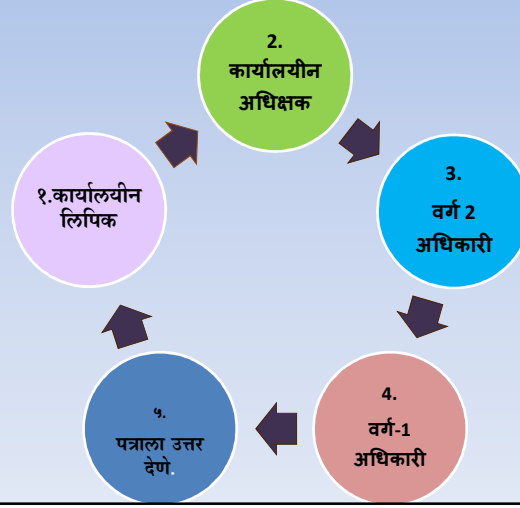 १.कार्यालयीन
लिपिक
2.
कार्यालयीन
अधिक्षक
3.
वर्ग 2
अधिकारी
4.
वर्ग-1
अधिकारी
५.
पत्राला उत्तर
देणे.